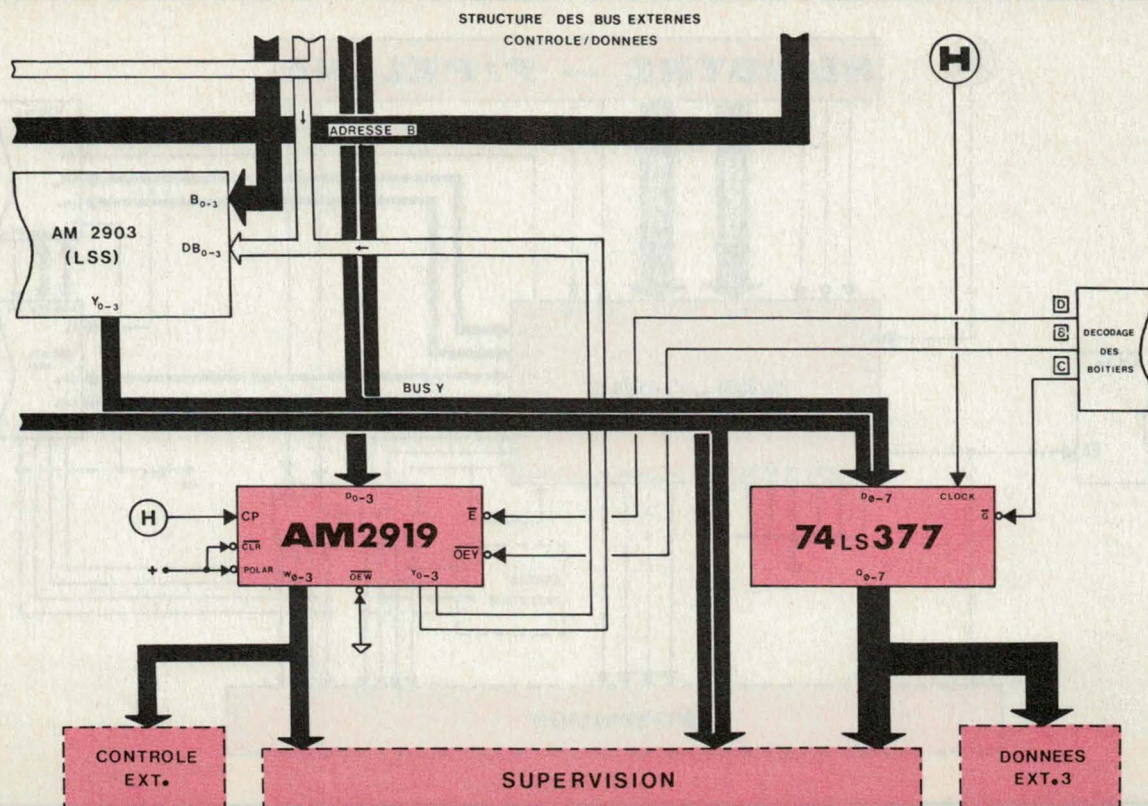 STRUCTURE DES BUS EXTERNES
CONTROLE/DONNEES
H
ADRESSE B
B0-3
AM 2903
(LSS)
DB0-3
Y0-3
D
DECODAGE
DES
BOITIERS
C
BUS Y
D0-3
H
CP
AM2919
E
CLR
OEY
POLAR
W0-3
OEW
Y0-3
+
D0-7
CLOCK
G
74LS377
Q0-7
CONTROLE
EXT.
SUPERVISION
DONNEES
EXT.3